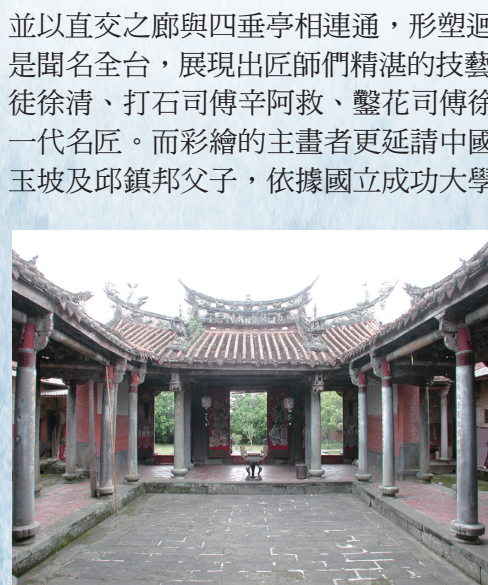 並以直交之廊與四垂亭相連通，形塑迴
是聞名全台，展現出匠師們精湛的技藝
徒徐清、打石司傅辛阿救、鑿花司傅徐
一代名匠。而彩繪的主畫者更延請中國
玉坡及邱鎮邦父子，依據國立成功大學